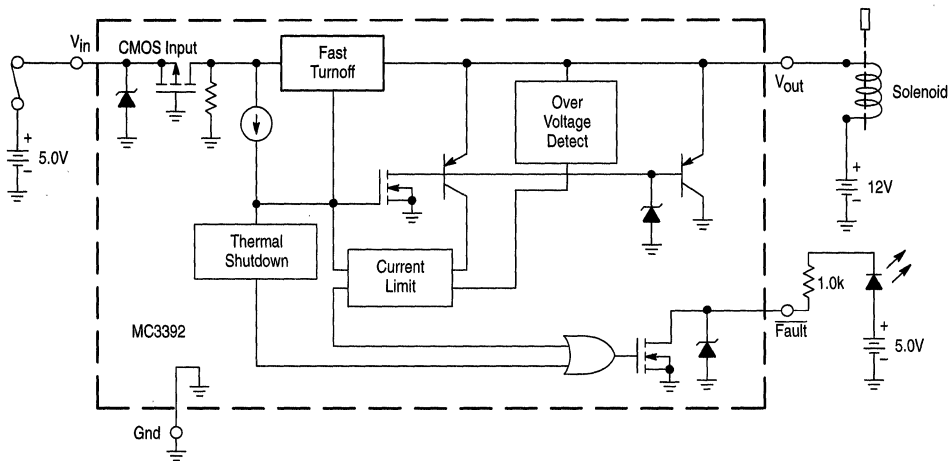 Vin
CMOS Input
Fast
Turnoff
Vout
Solenoid
+
5.0V
–
Over
Voltage
Detect
+
12V
–
Thermal
Shutdown
Current
Limit
1.0k
MC3392
Fault
+
5.0V
–
Gnd